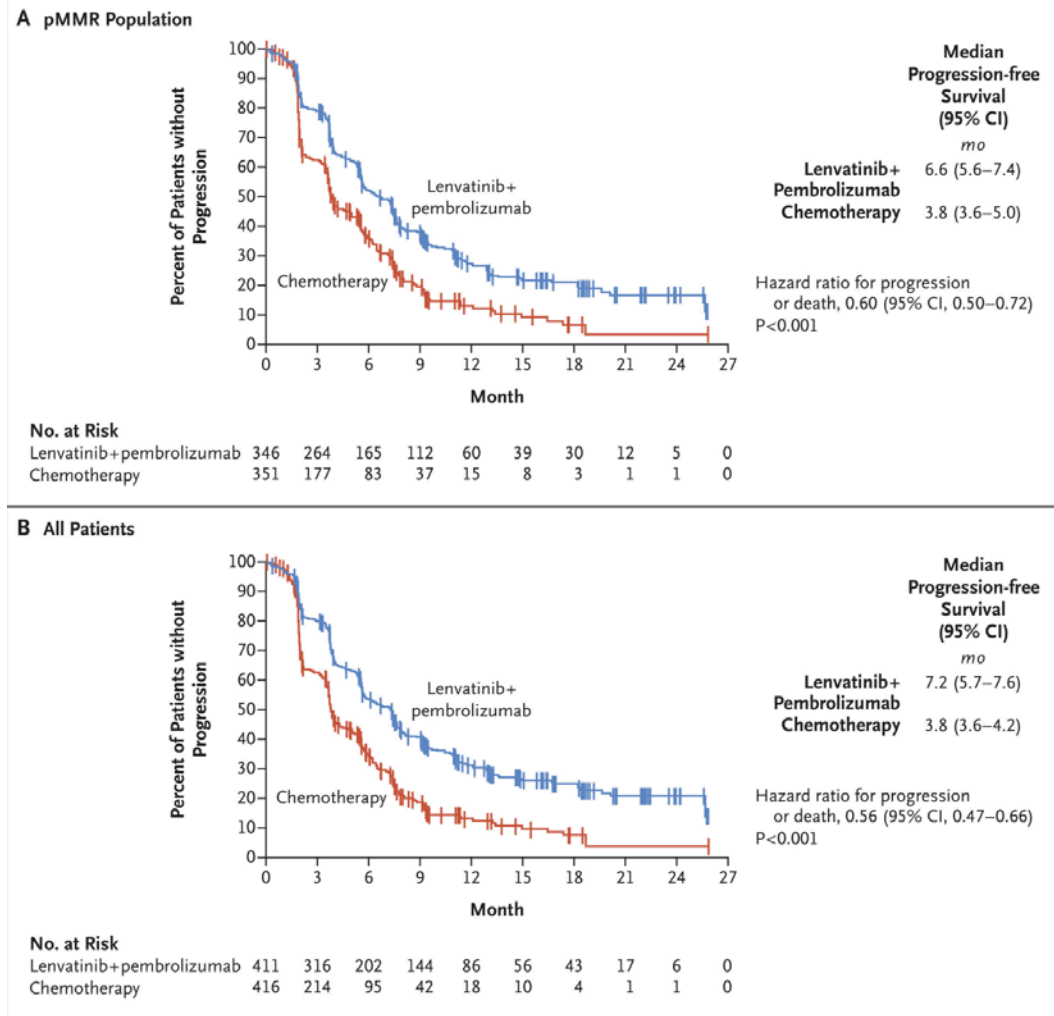 A pMMR Population
Percent of Patients without
Progression
100
90
80
70
60
50
40
30
20
10
0
0 3 6 9 12 15 18 21 24 27
Month
Lenvatinib+
pembrolizumab
Chemotherapy
Median
Progression-free
Survival
(95% CI)
mo
Lenvatinib+ 6.6 (5.6–7.4)
Pembrolizumab
Chemotherapy 3.8 (3.6–5.0)
Hazard ratio for progression
or death, 0.60 (95% CI, 0.50–0.72)
P<0.001
No. at Risk
Lenvatinib+pembrolizumab 346 264 165 112 60 39 30 12 5 0
Chemotherapy 351 177 83 37 15 8 3 1 1 0
B All Patients
Percent of Patients without
Progression
100
90
80
70
60
50
40
30
20
10
0
0 3 6 9 12 15 18 21 24 27
Month
Lenvatinib+
pembrolizumab
Chemotherapy
Median
Progression-free
Survival
(95% CI)
mo
Lenvatinib+ 7.2 (5.7–7.6)
Pembrolizumab
Chemotherapy 3.8 (3.6–4.2)
Hazard ratio for progression
or death, 0.56 (95% CI, 0.47–0.66)
P<0.001
No. at Risk
Lenvatinib+pembrolizumab 411 316 202 144 86 56 43 17 6 0
Chemotherapy 416 214 95 42 18 10 4 1 1 0